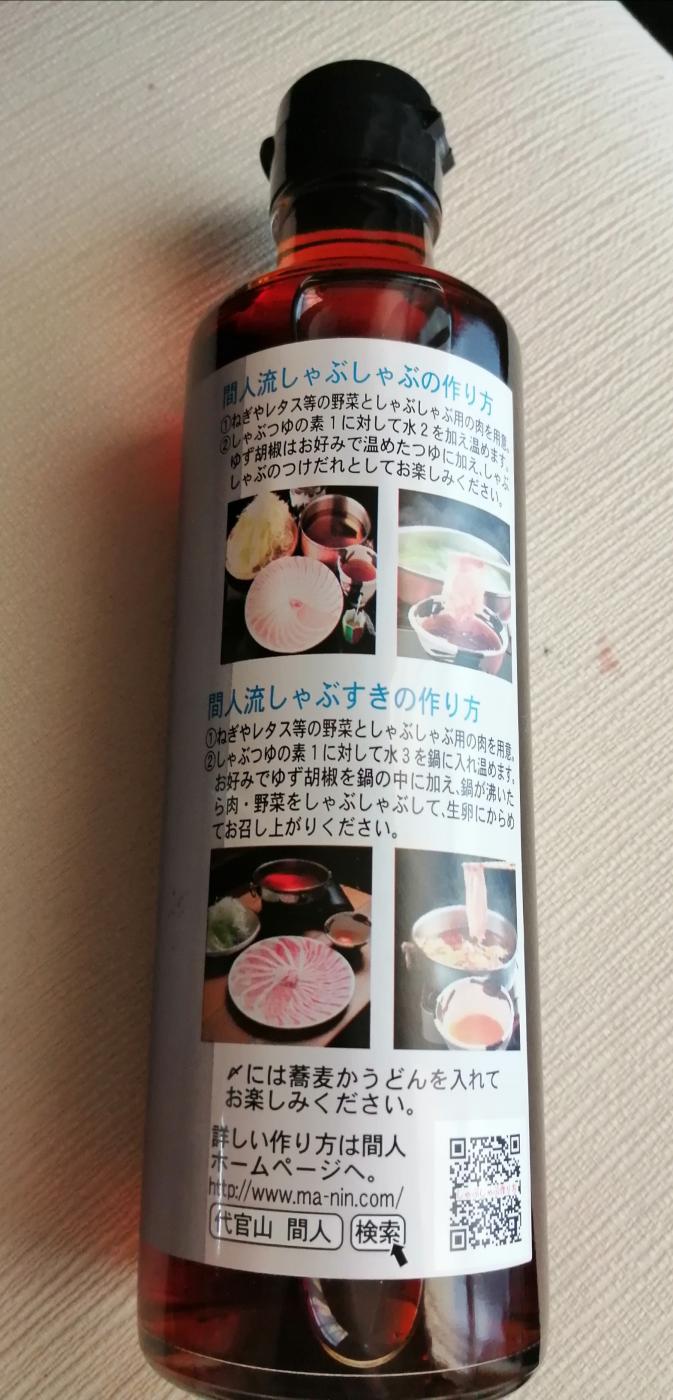 間人流しゃぶしゃぶの作り方
①ねぎやレタス等の野菜としゃぶしゃぶ用の肉を用意。
②しゃぶつゆの素1に対して水2を加え温めます。
ゆず胡椒はお好みで温めたつゆに加え、しゃぶ
しゃぶのつけだれとしてお楽しみください。
間人流しゃぶすきの作り方
①ねぎやレタス等の野菜としゃぶしゃぶ用の肉を用意。
②しゃぶつゆの素1に対して水3を鍋に入れ温めます。
お好みでゆず胡椒を鍋の中に加え、鍋が沸いた
ら肉・野菜をしゃぶしゃぶして、生卵にからめ
てお召し上がりください。
〆には蕎麦かうどんを入れて
お楽しみください。
詳しい作り方は間人
ホームページへ。
http://www.ma-nin.com/
代官山 間人 検索